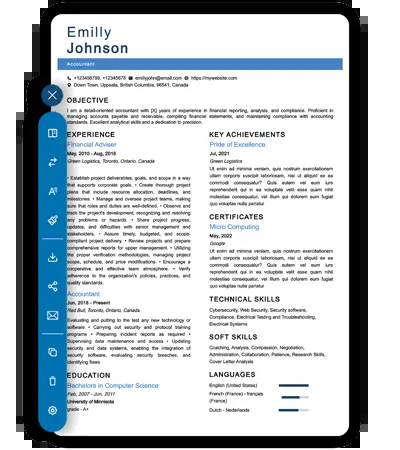 Emilly
Johnson
Accountant
+123456789, +12345678 emillyjohn@email.com https://mywebsite.com
Down Town, Uppala, British Columbia, 96541, Canada
OBJECTIVE
I am a detail-oriented accountant with [X] years of experience in financial reporting, analysis, and compliance. Proficient in
managing accounts payable and receivable, compiling financial statements, and maintaining compliance with accounting
standards. Excellent analytical skills and a dedication to precision.
EXPERIENCE
Financial Adviser
May, 2010 - Aug, 2016
Green Logistics, Toronto, Ontario, Canada
• Establish project deliverables, goals, and scope in a way
that supports corporate goals. • Create thorough project
plans that include resource allocation, deadlines, and
milestones. • Manage and oversee project teams, making
sure that roles and duties are well-defined. • Observe and
track the project's development, recognizing and resolving
any problems or hazards. • Share project progress,
updates, and difficulties with senior management and
stakeholders. • Assure timely, budgeted, and scope-
compliant project delivery • Review projects and prepare
comprehensive reports for upper management. • Utilizing
the proper verification methodologies, managing project
scope, schedule, and price modifications. • Encourage a
cooperative and effective team atmosphere. • Verify
adherence to the organization's policies, practices, and
quality standards.
Accountant
Jun, 2016 - Present
Red Bull, Toronto, Ontario, Canada
Evaluating and putting to the test any new technology or
software • Carrying out security and protocol training
programs • Preparing incident reports as required •
Supervising data maintenance and access • Updating
security and data systems, enabling the integration of
security software, evaluating security breaches, and
identifying flaws
EDUCATION
Bachelors in Computer Science
Feb, 2007 - Jun, 2011
University of Minnisota
grade - A+
KEY ACHIEVEMENTS
Pride of Excellence
Jul, 2021
Green Logistics
Ut enim ad minima veniam, quis nostrum exercitationem
ullam corporis suscipit laboriosam, nisi ut aliquid ex ea
commodi consequatur? Quis autem vel eum iure
reprehenderit qui in ea voluptate velit esse quam nihil
molestiae consequatur, vel illum qui dolorem eum fugiat
quo voluptas nulla pariatur
CERTIFICATES
Micro Computing
May, 2022
Google
Ut enim ad minima veniam, quis nostrum exercitationem
ullam corporis suscipit laboriosam, nisi ut aliquid ex ea
commodi consequatur? Quis autem vel eum iure
reprehenderit qui in ea voluptate velit esse quam nihil
molestiae consequatur, vel illum qui dolorem eum fugiat
quo voluptas nulla pariatur
TECHNICAL SKILLS
Cybersecurity, Web Security, Security software,
Compliance, Electrical Testing and Troubleshooting,
Electrical Systems
SOFT SKILLS
Coaching, Analysis, Compassion, Negotiation,
Administration, Collaboration, Patience, Research Skills,
Cover Letter Analysis
LANGUAGES
English (United States)
French (France) - français
(France)
Dutch - Nederlands